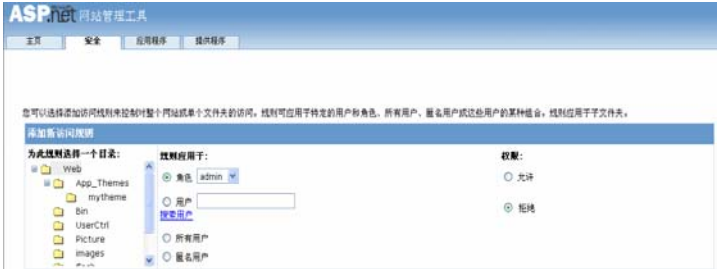 ASP.net 网站管理工具
主页 安全 应用程序 提供程序
您可以选择添加访问规则来控制对整个网站或单个文件夹的访问。规则可应用于特定的用户和角色、所有用户、匿名用户或这些用户的某种组合。规则应用于子文件夹。
添加新访问规则
为此规则选择一个目录: 规则应用于: 权限:
Web
App_Themes
mytheme
Bin
UserCtrl
Picture
images
角色 admin
用户
搜索用户
所有用户
匿名用户
允许
拒绝